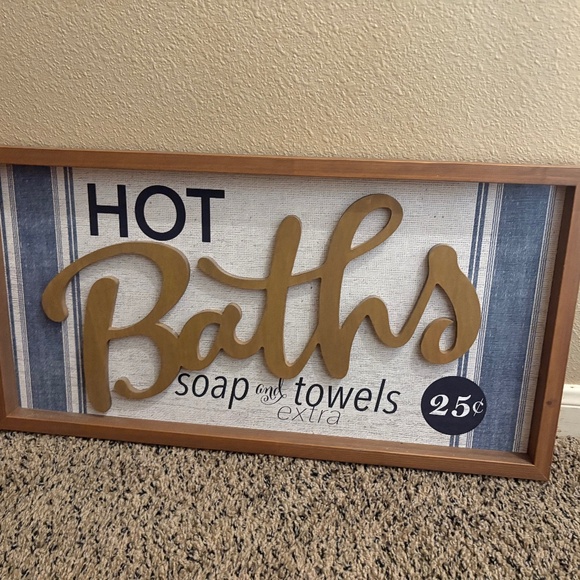 HOT
Baths
soap and towels
extra
25¢